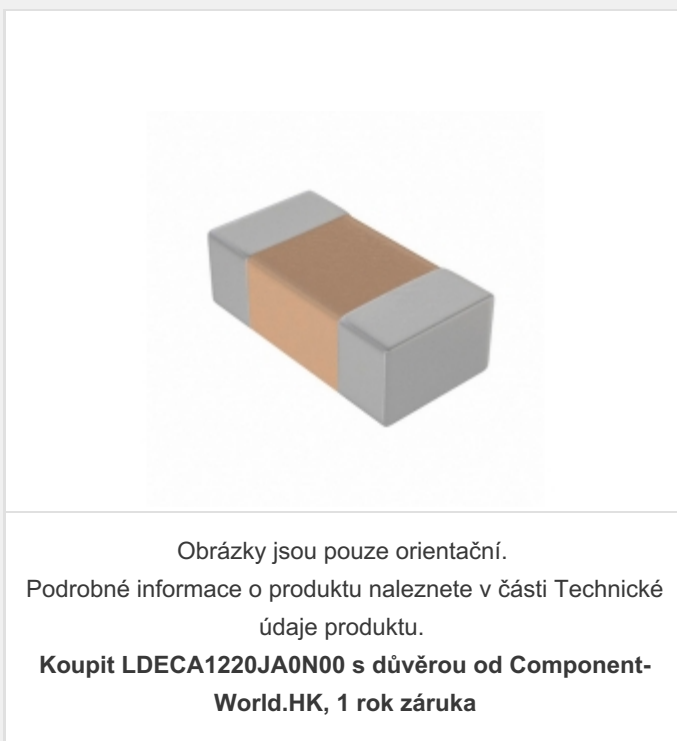 Obrázky jsou pouze orientační.
Podrobné informace o produktu naleznete v části Technické
údaje produktu.
Koupit LDECA1220JA0N00 s důvěrou od Component-
World.HK, 1 rok záruka